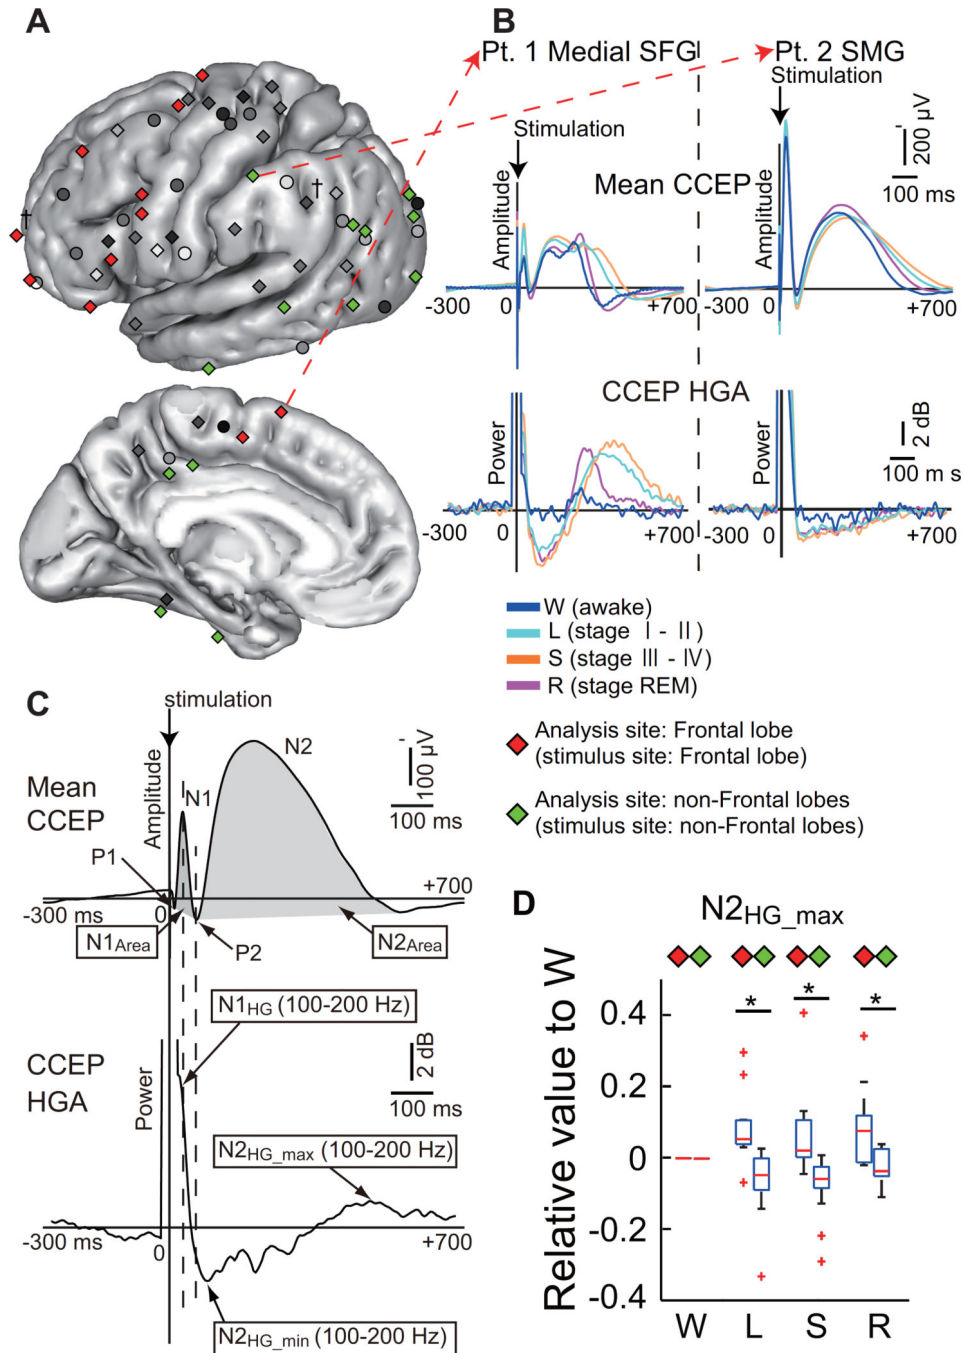 A
B
Pt. 1 Medial SFG
Pt. 2 SMG
Stimulation
Stimulation
200 µV
100 ms
Mean CCEP
Amplitude
Amplitude
†
†
-300
0
+700
-300
0
+700
CCEP HGA
Power
Power
2 dB
100 m s
-300
0
+700
-300
0
+700
W (awake)
L (stage Ⅰ - Ⅱ)
S (stage Ⅲ - Ⅳ)
R (stage REM)
Analysis site: Frontal lobe
(stimulus site: Frontal lobe)
Analysis site: non-Frontal lobes
(stimulus site: non-Frontal lobes)
C
stimulation
Mean
CCEP
Amplitude
N1
N2
100 µV
100 ms
P1
-300 ms
0
+700
N1Area
P2
N2Area
N1HG (100-200 Hz)
CCEP
HGA
Power
2 dB
100 ms
N2HG_max (100-200 Hz)
-300 ms
0
+700
N2HG_min (100-200 Hz)
D
N2HG_max
Relative value to W
* * *
0.4
0.2
0
-0.2
-0.4
W L S R